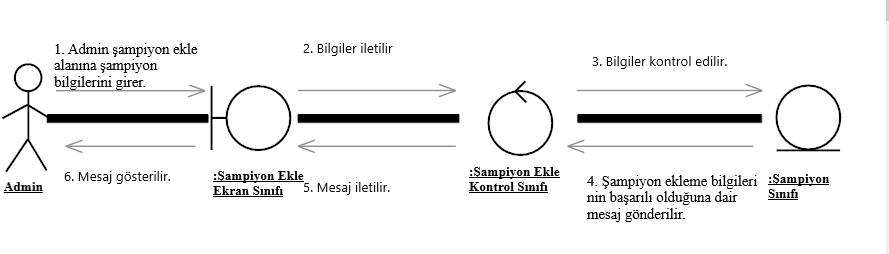 1. Admin şampiyon ekle
alanına şampiyon
bilgilerini girer.
2. Bilgiler iletilir
3. Bilgiler kontrol edilir.
6. Mesaj gösterilir.
Admin
:Şampiyon Ekle
Ekran Sınıfı
5. Mesaj iletilir.
:Şampiyon Ekle
Kontrol Sınıfı
4. Şampiyon ekleme bilgileri
nin başarılı olduğuna dair
mesaj gönderilir.
:Şampiyon
Sınıfı